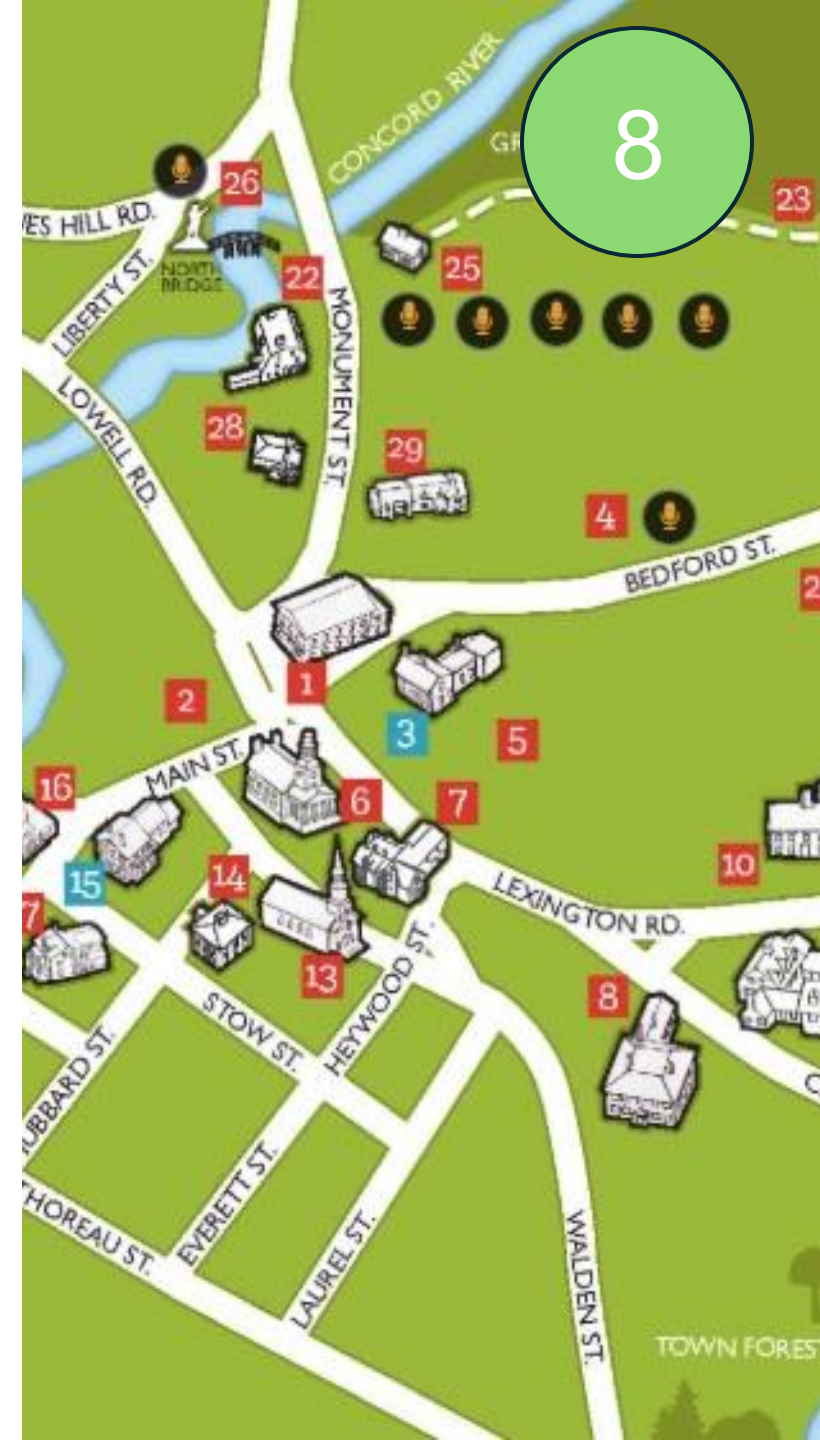 8
CONCORD RIVER
GR
23
26
ES HILL RD.
NORTH
BRIDGE
25
22
LIBERTY ST.
MONUMENT ST.
LOWELL RD.
28
29
4
BEDFORD ST.
2
1
2
3
5
MAIN ST.
16
6
7
10
15
14
LEXINGTON RD.
7
13
HEYWOOD ST.
8
STOW ST.
UBBARD ST.
C
THOREAU ST.
EVERETT ST.
LAUREL ST.
WALDEN ST.
TOWN FOREST